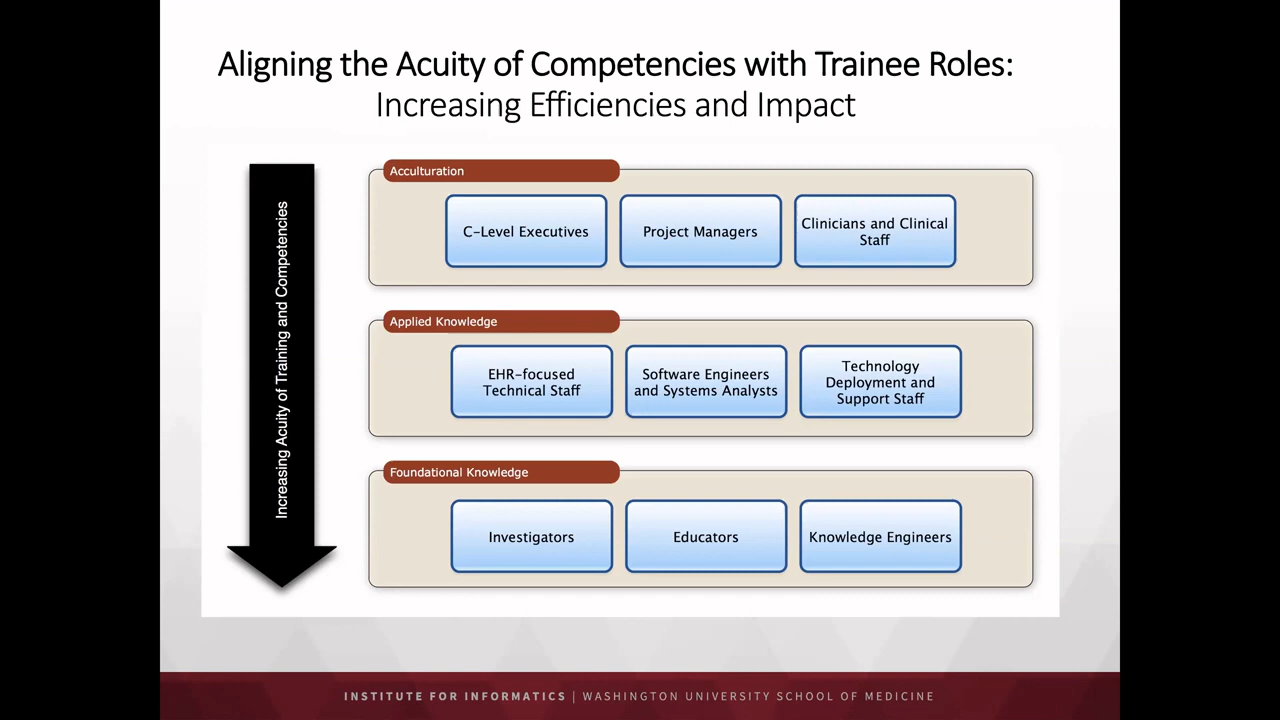 Aligning the Acuity of Competencies with Trainee Roles:
Increasing Efficiencies and Impact
Increasing Acuity of Training and Competencies
Acculturation
C-Level Executives
Project Managers
Clinicians and Clinical
Staff
Applied Knowledge
EHR-focused
Technical Staff
Software Engineers
and Systems Analysts
Technology
Deployment and
Support Staff
Foundational Knowledge
Investigators
Educators
Knowledge Engineers
INSTITUTE FOR INFORMATICS | WASHINGTON UNIVERSITY SCHOOL OF MEDICINE